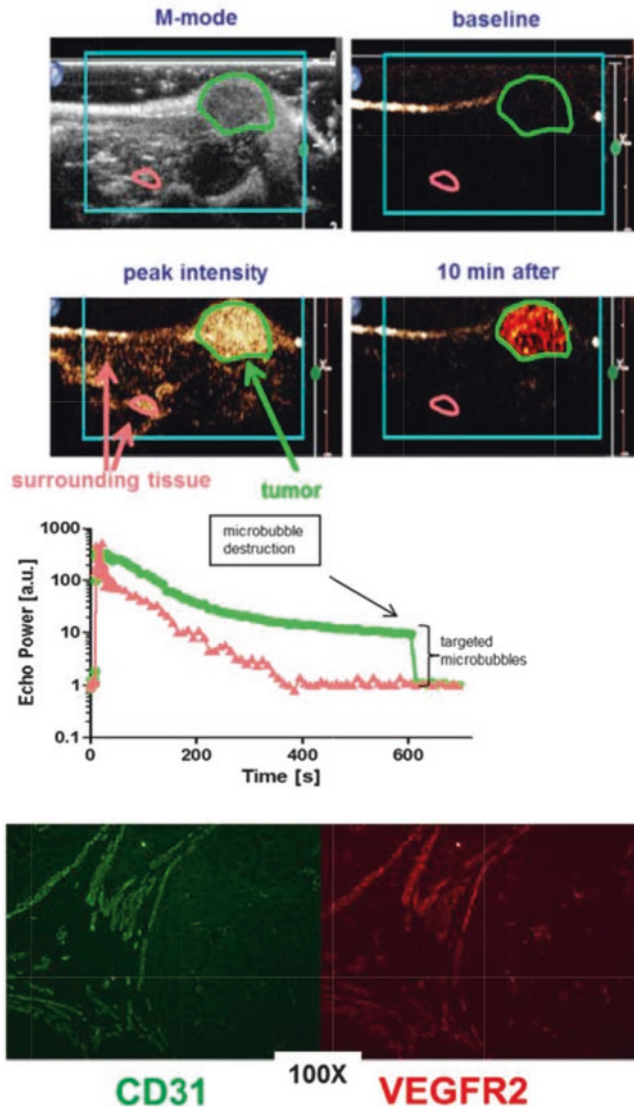 M-mode
baseline
peak intensity
10 min after
surrounding tissue
tumor
microbubble
destruction
targeted
microbubbles
Echo Power [a.u.]
1000
100
10
1
0.1
0
200
400
600
Time [s]
100X
CD31
VEGFR2